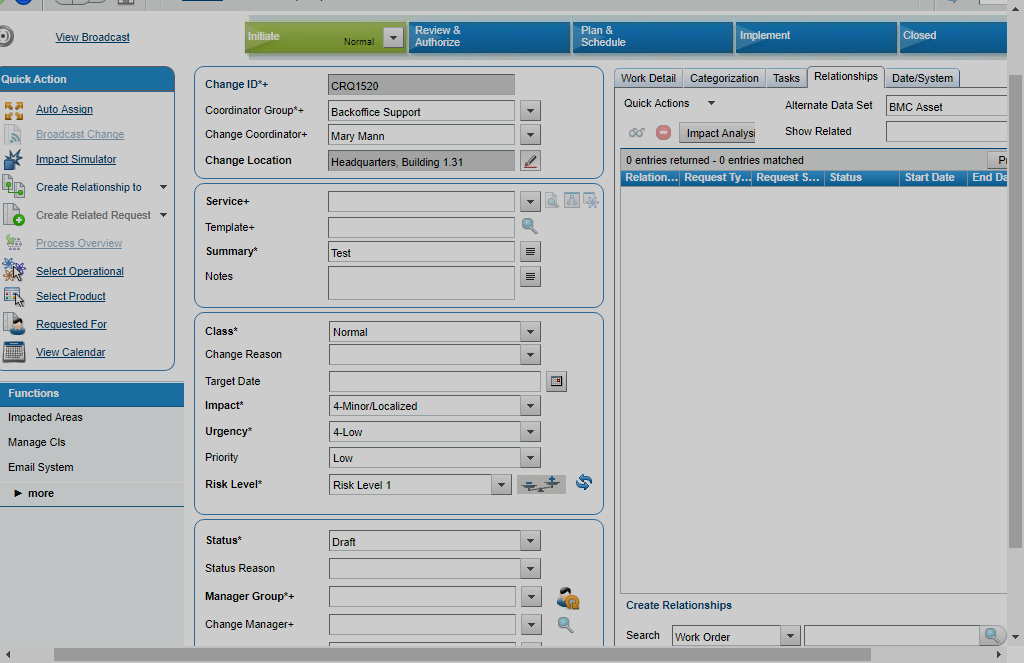 View Broadcast
Initiate
Normal
Review &
Authorize
Plan &
Schedule
Implement
Closed
Quick Action
Auto Assign
Broadcast Change
Impact Simulator
Create Relationship to
Create Related Request
Process Overview
Select Operational
Select Product
Requested For
View Calendar
Functions
Impacted Areas
Manage CIs
Email System
more
Change ID*+ CRQ1520
Coordinator Group*+ Backoffice Support
Change Coordinator+ Mary Mann
Change Location Headquarters, Building 1.31
Service+
Template+
Summary* Test
Notes
Class* Normal
Change Reason
Target Date
Impact* 4-Minor/Localized
Urgency* 4-Low
Priority Low
Risk Level* Risk Level 1
Status* Draft
Status Reason
Manager Group*+
Change Manager+
Work Detail Categorization Tasks Relationships Date/System
Quick Actions Alternate Data Set BMC Asset
Impact Analysi Show Related
0 entries returned - 0 entries matched Pr
Relation... Request Ty... Request S... Status Start Date End Da
Create Relationships
Search Work Order